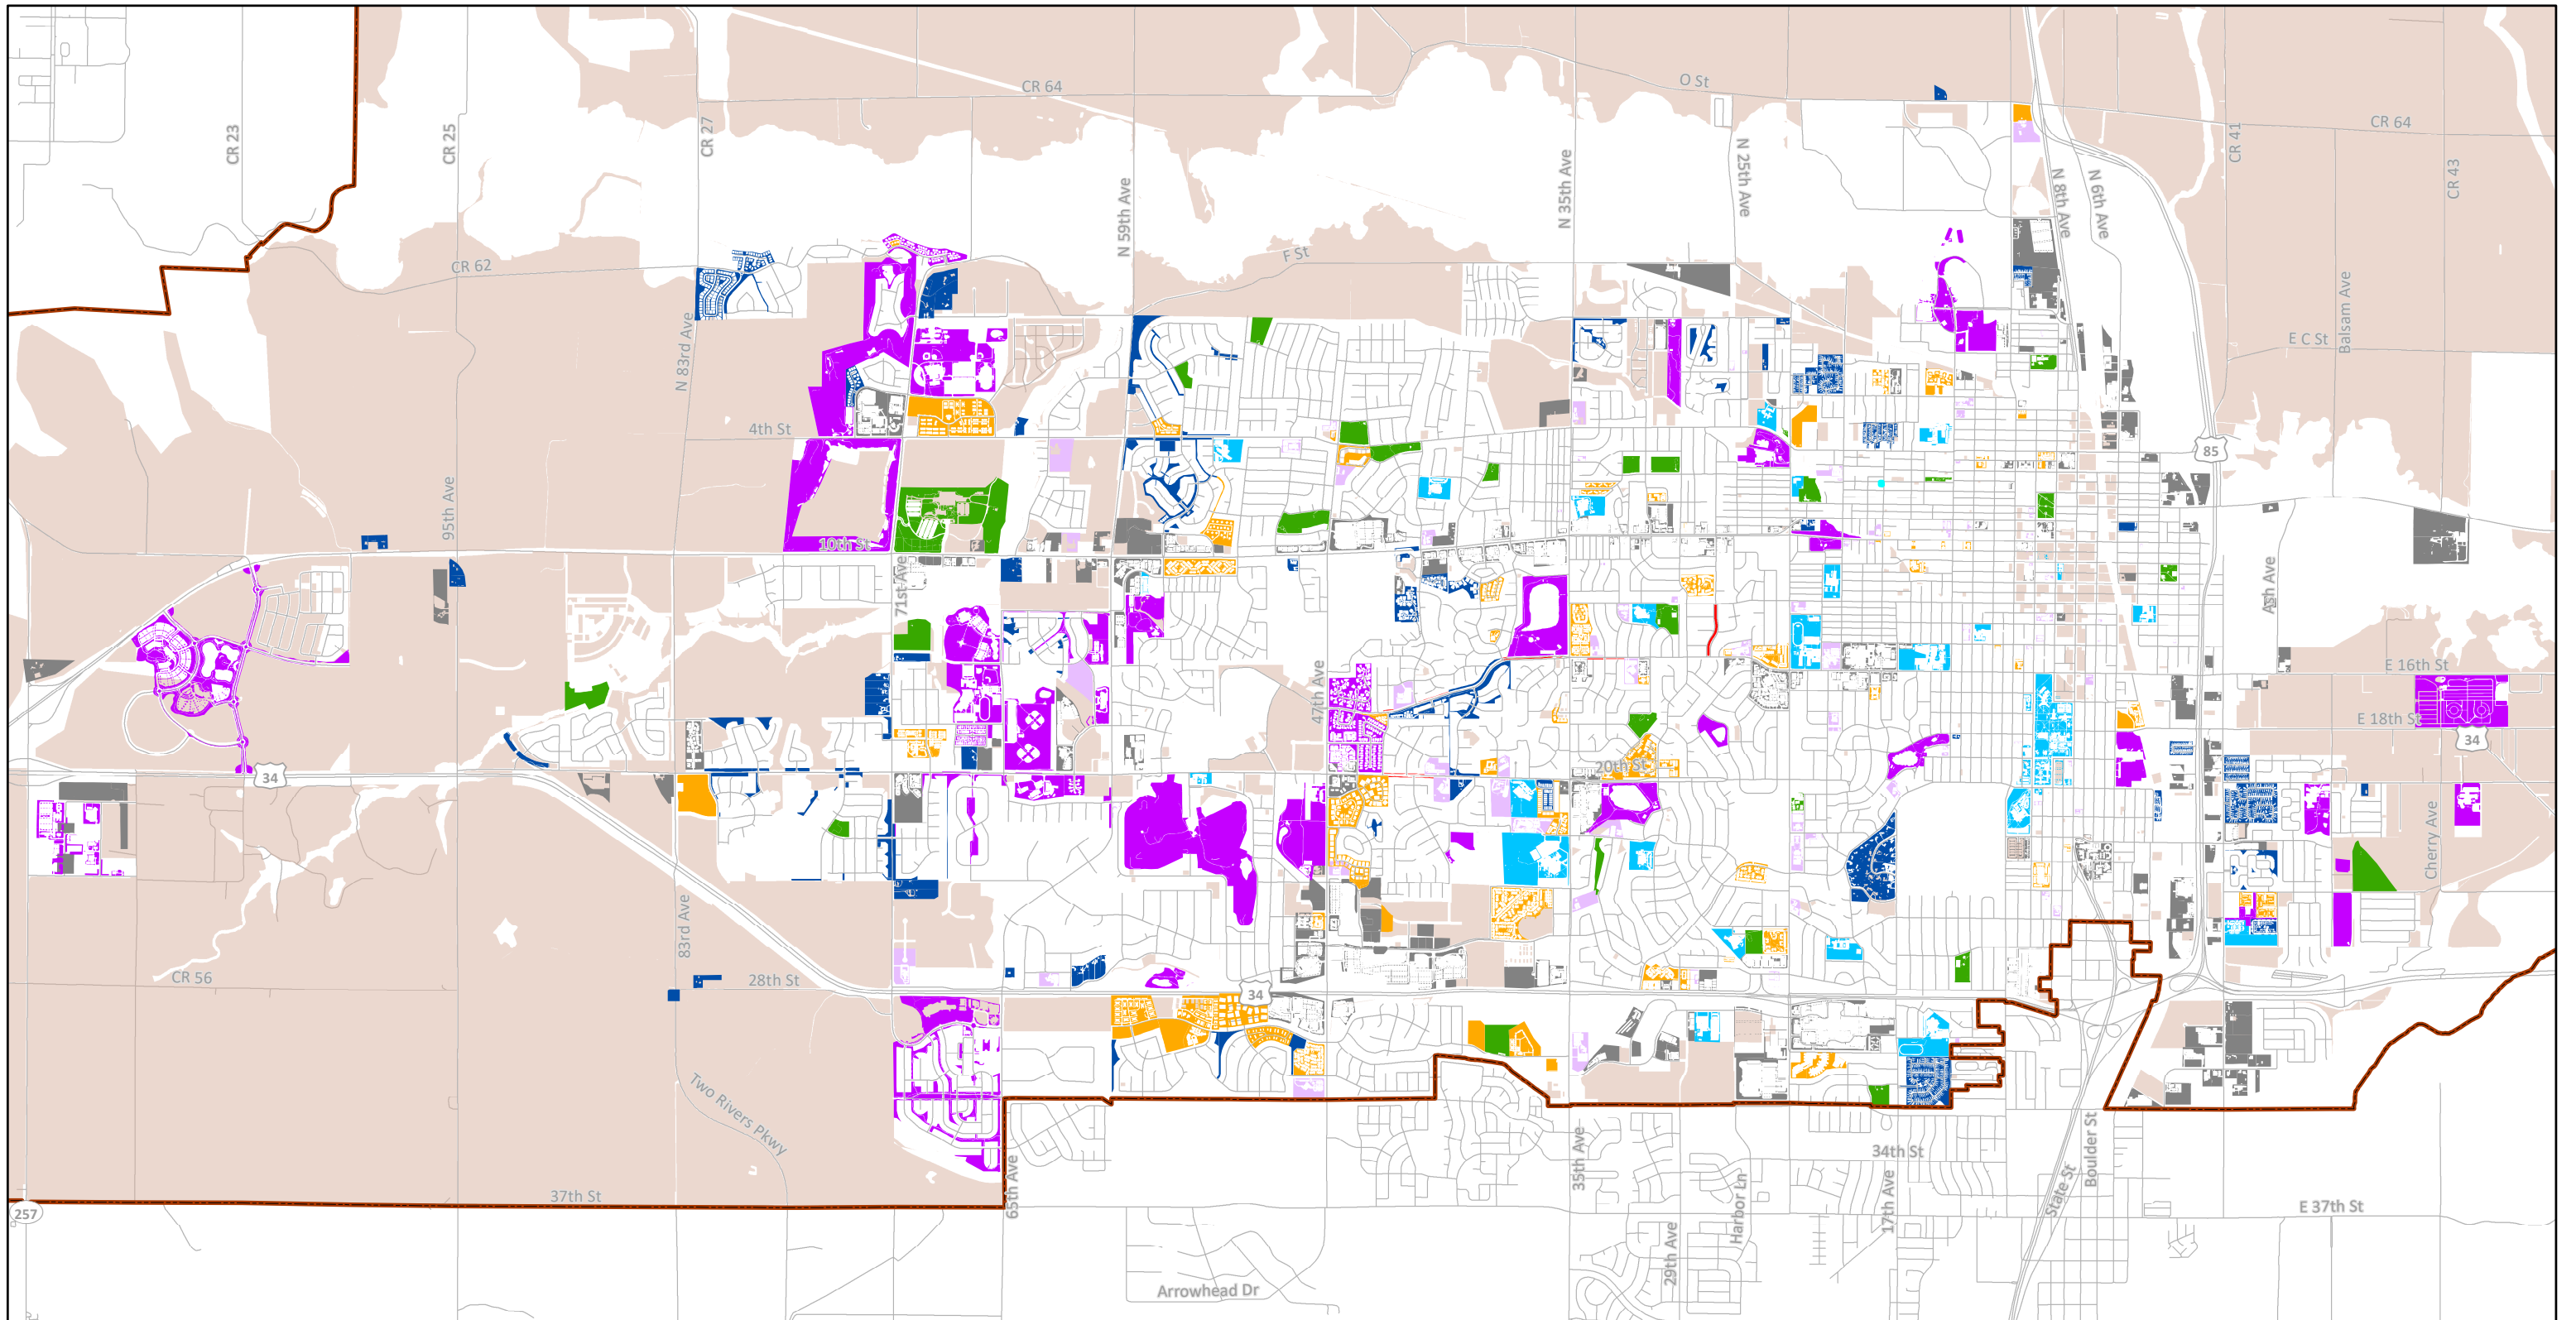 CR 64
O St
CR 64
CR 23
CR 25
CR 27
N 59th Ave
N 35th Ave
N 25th Ave
N 8th Ave
N 6th Ave
CR 41
CR 43
CR 62
F St
N 83rd Ave
Balsam Ave
E C St
4th St
85
95th Ave
10th St
71st Ave
Ash Ave
47th Ave
E 16th St
E 18th St
34
34
20th St
Cherry Ave
83rd Ave
CR 56
28th St
34
Two Rivers Pkwy
65th Ave
35th Ave
34th St
17th Ave
Boulder St
State St
Harbor Ln
29th Ave
37th St
257
E 37th St
Arrowhead Dr